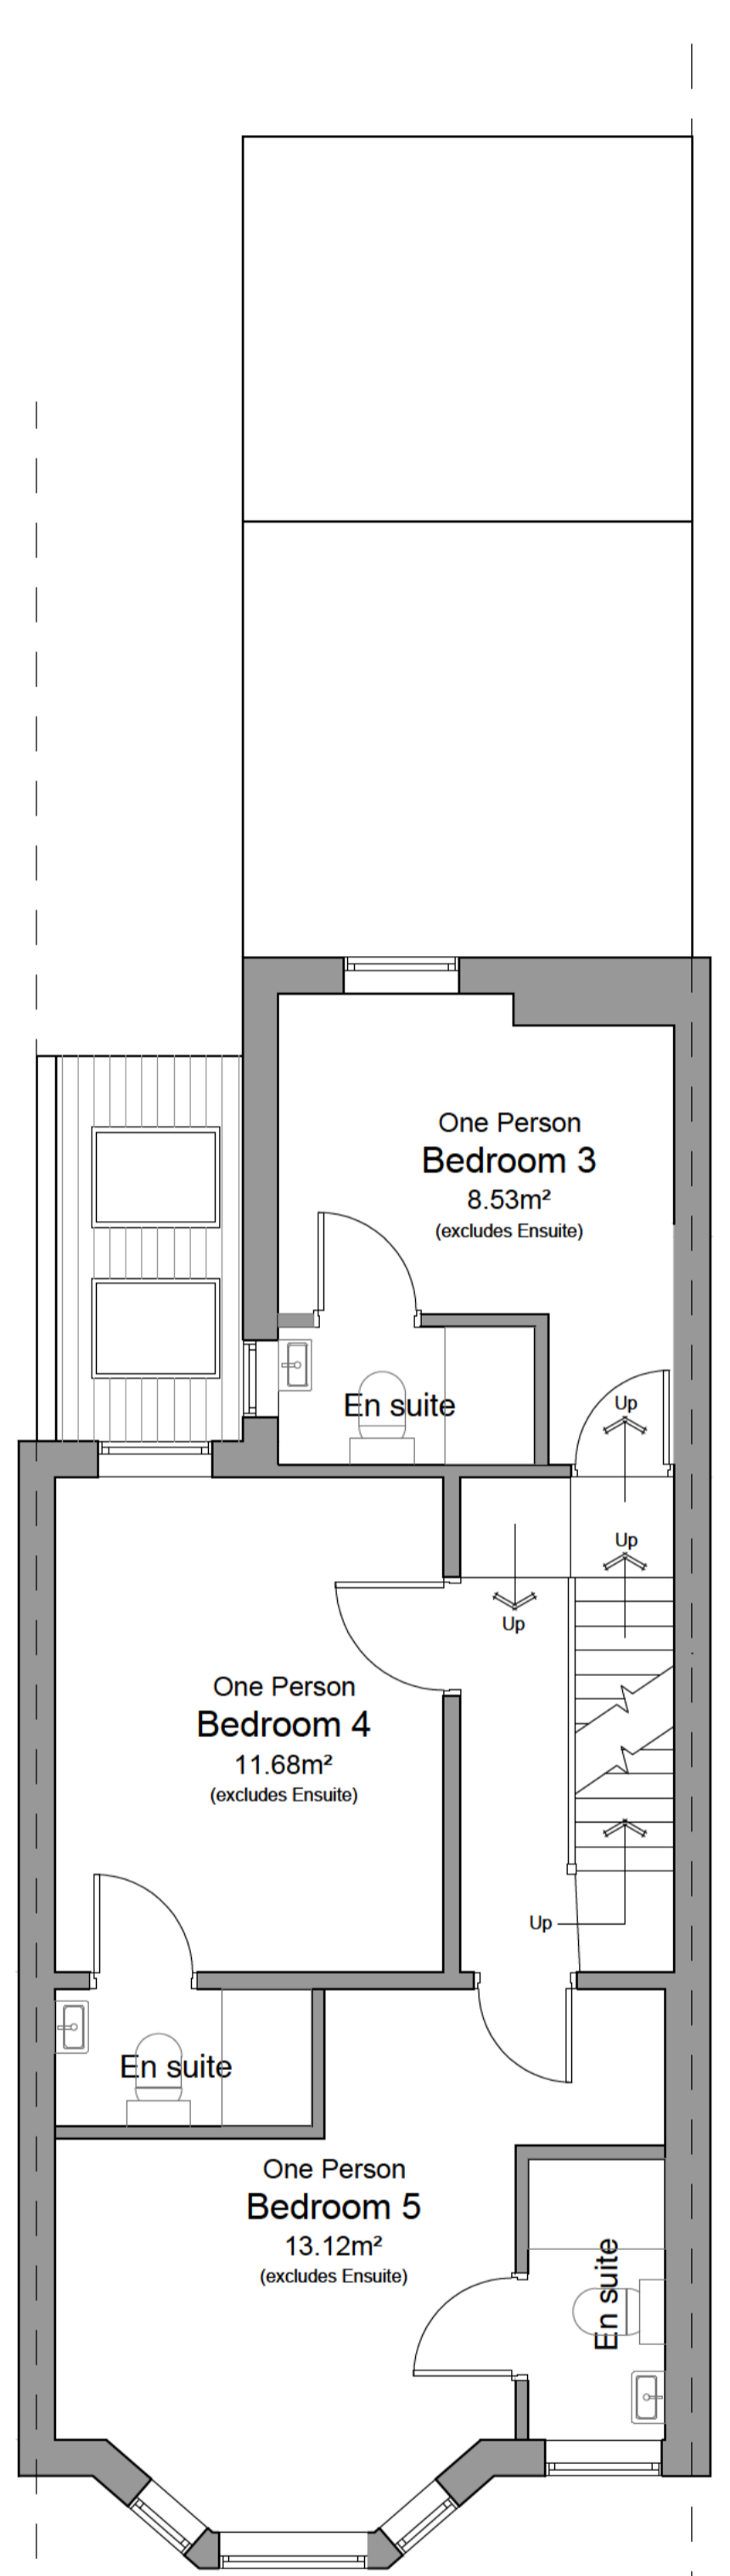 One Person
Bedroom 3
8.53m²
(excludes Ensuite)
En suite
Up
Up
Up
One Person
Bedroom 4
11.68m²
(excludes Ensuite)
Up
En suite
One Person
Bedroom 5
13.12m²
(excludes Ensuite)
En suite